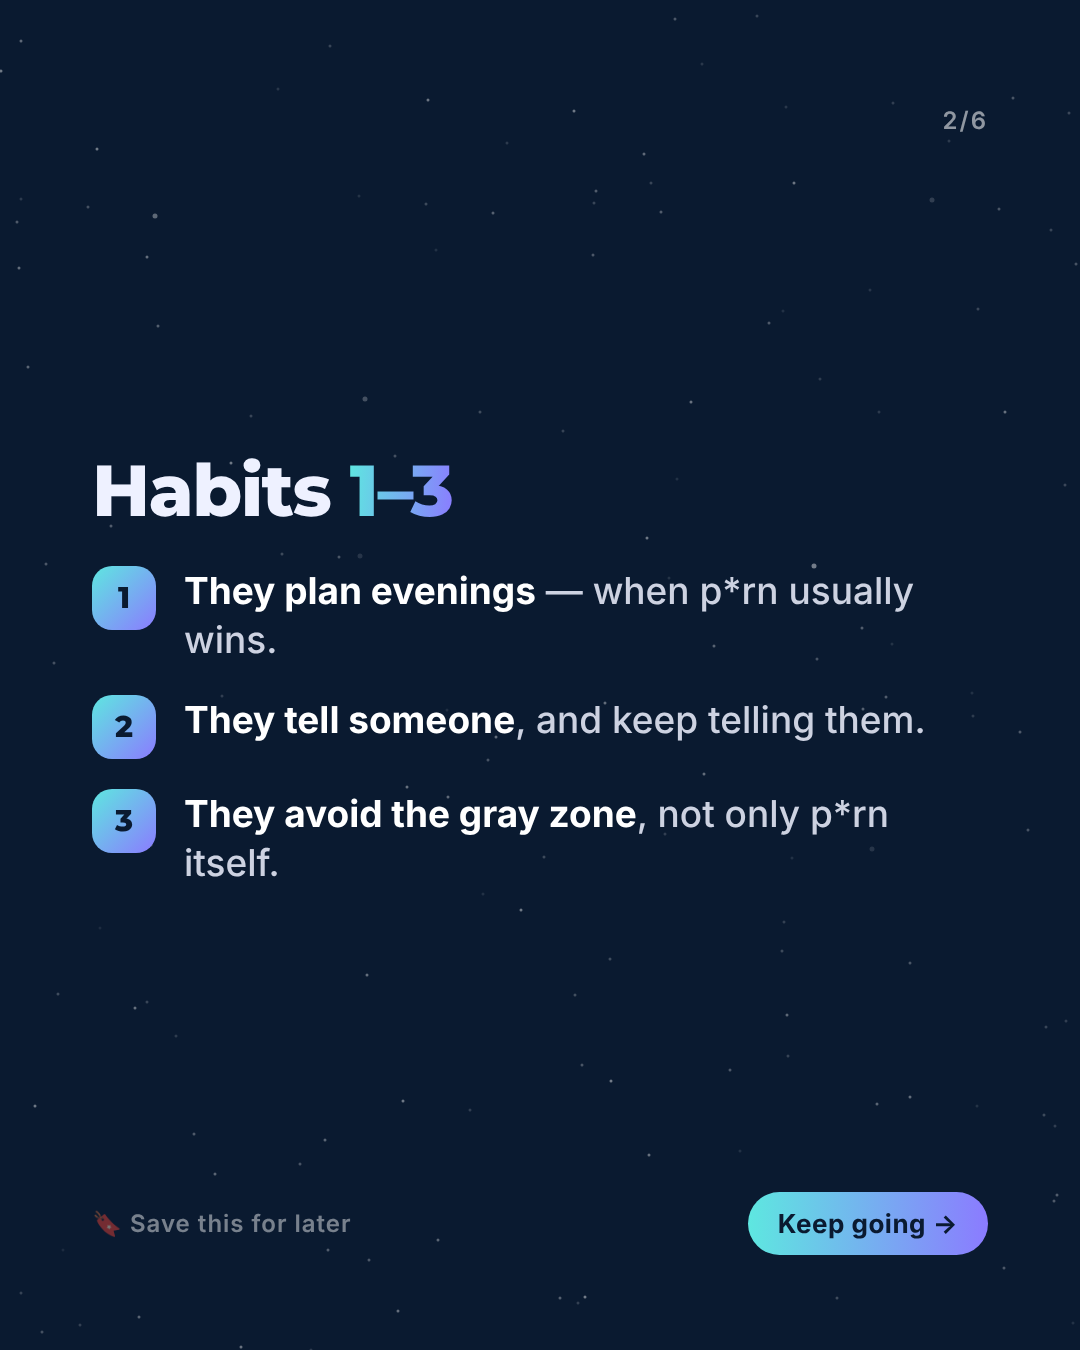 2/6
Habits 1–3
1
They plan evenings — when p*rn usually
wins.
2
They tell someone, and keep telling them.
3
They avoid the gray zone, not only p*rn
itself.
🔖 Save this for later
Keep going →